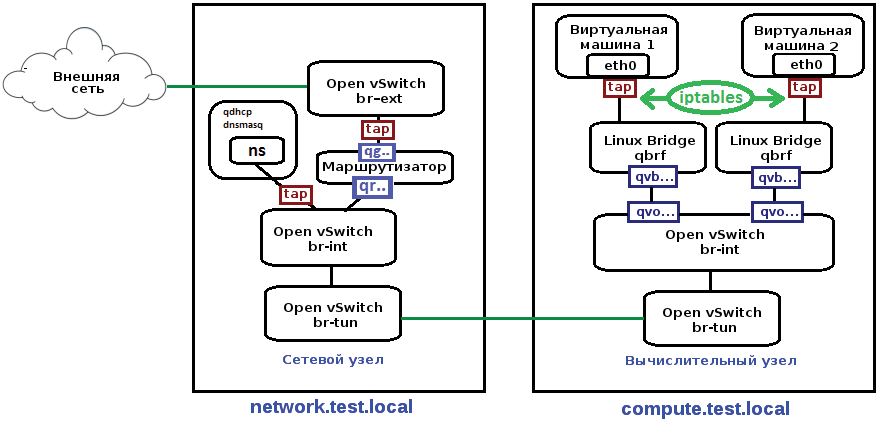 Внешняя
сеть
Open vSwitch
br-ext
qdhcp
dnsmasq
ns
tap
tap
qg..
Маршрутизатор
qr..
Open vSwitch
br-int
Open vSwitch
br-tun
Сетевой узел
network.test.local
Виртуальная
машина 1
eth0
tap
Виртуальная
машина 2
eth0
tap
iptables
Linux Bridge
qbrf
qvb...
qvo...
Linux Bridge
qbrf
qvb...
qvo...
Open vSwitch
br-int
Open vSwitch
br-tun
Вычислительный узел
compute.test.local